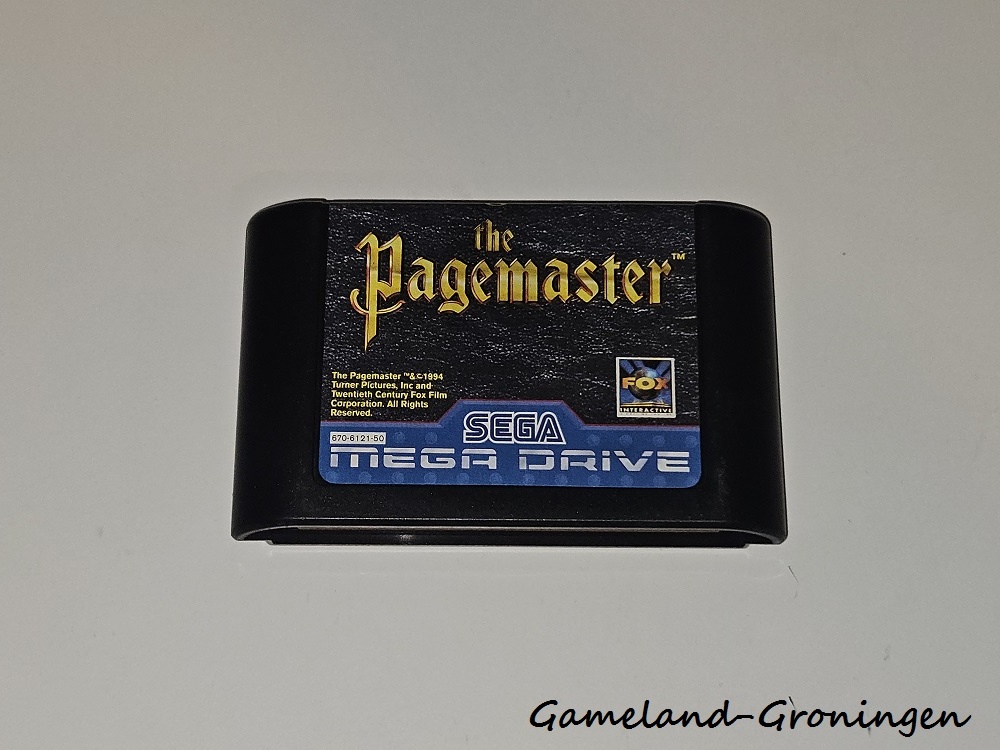 the
Pagemaster™
The Pagemaster ™&©1994
Turner Pictures, Inc and
Twentieth Century Fox Film
Corporation. All Rights
Reserved.
FOX
INTERACTIVE
SEGA
670-6121-50
MEGA DRIVE
Gameland-Groningen